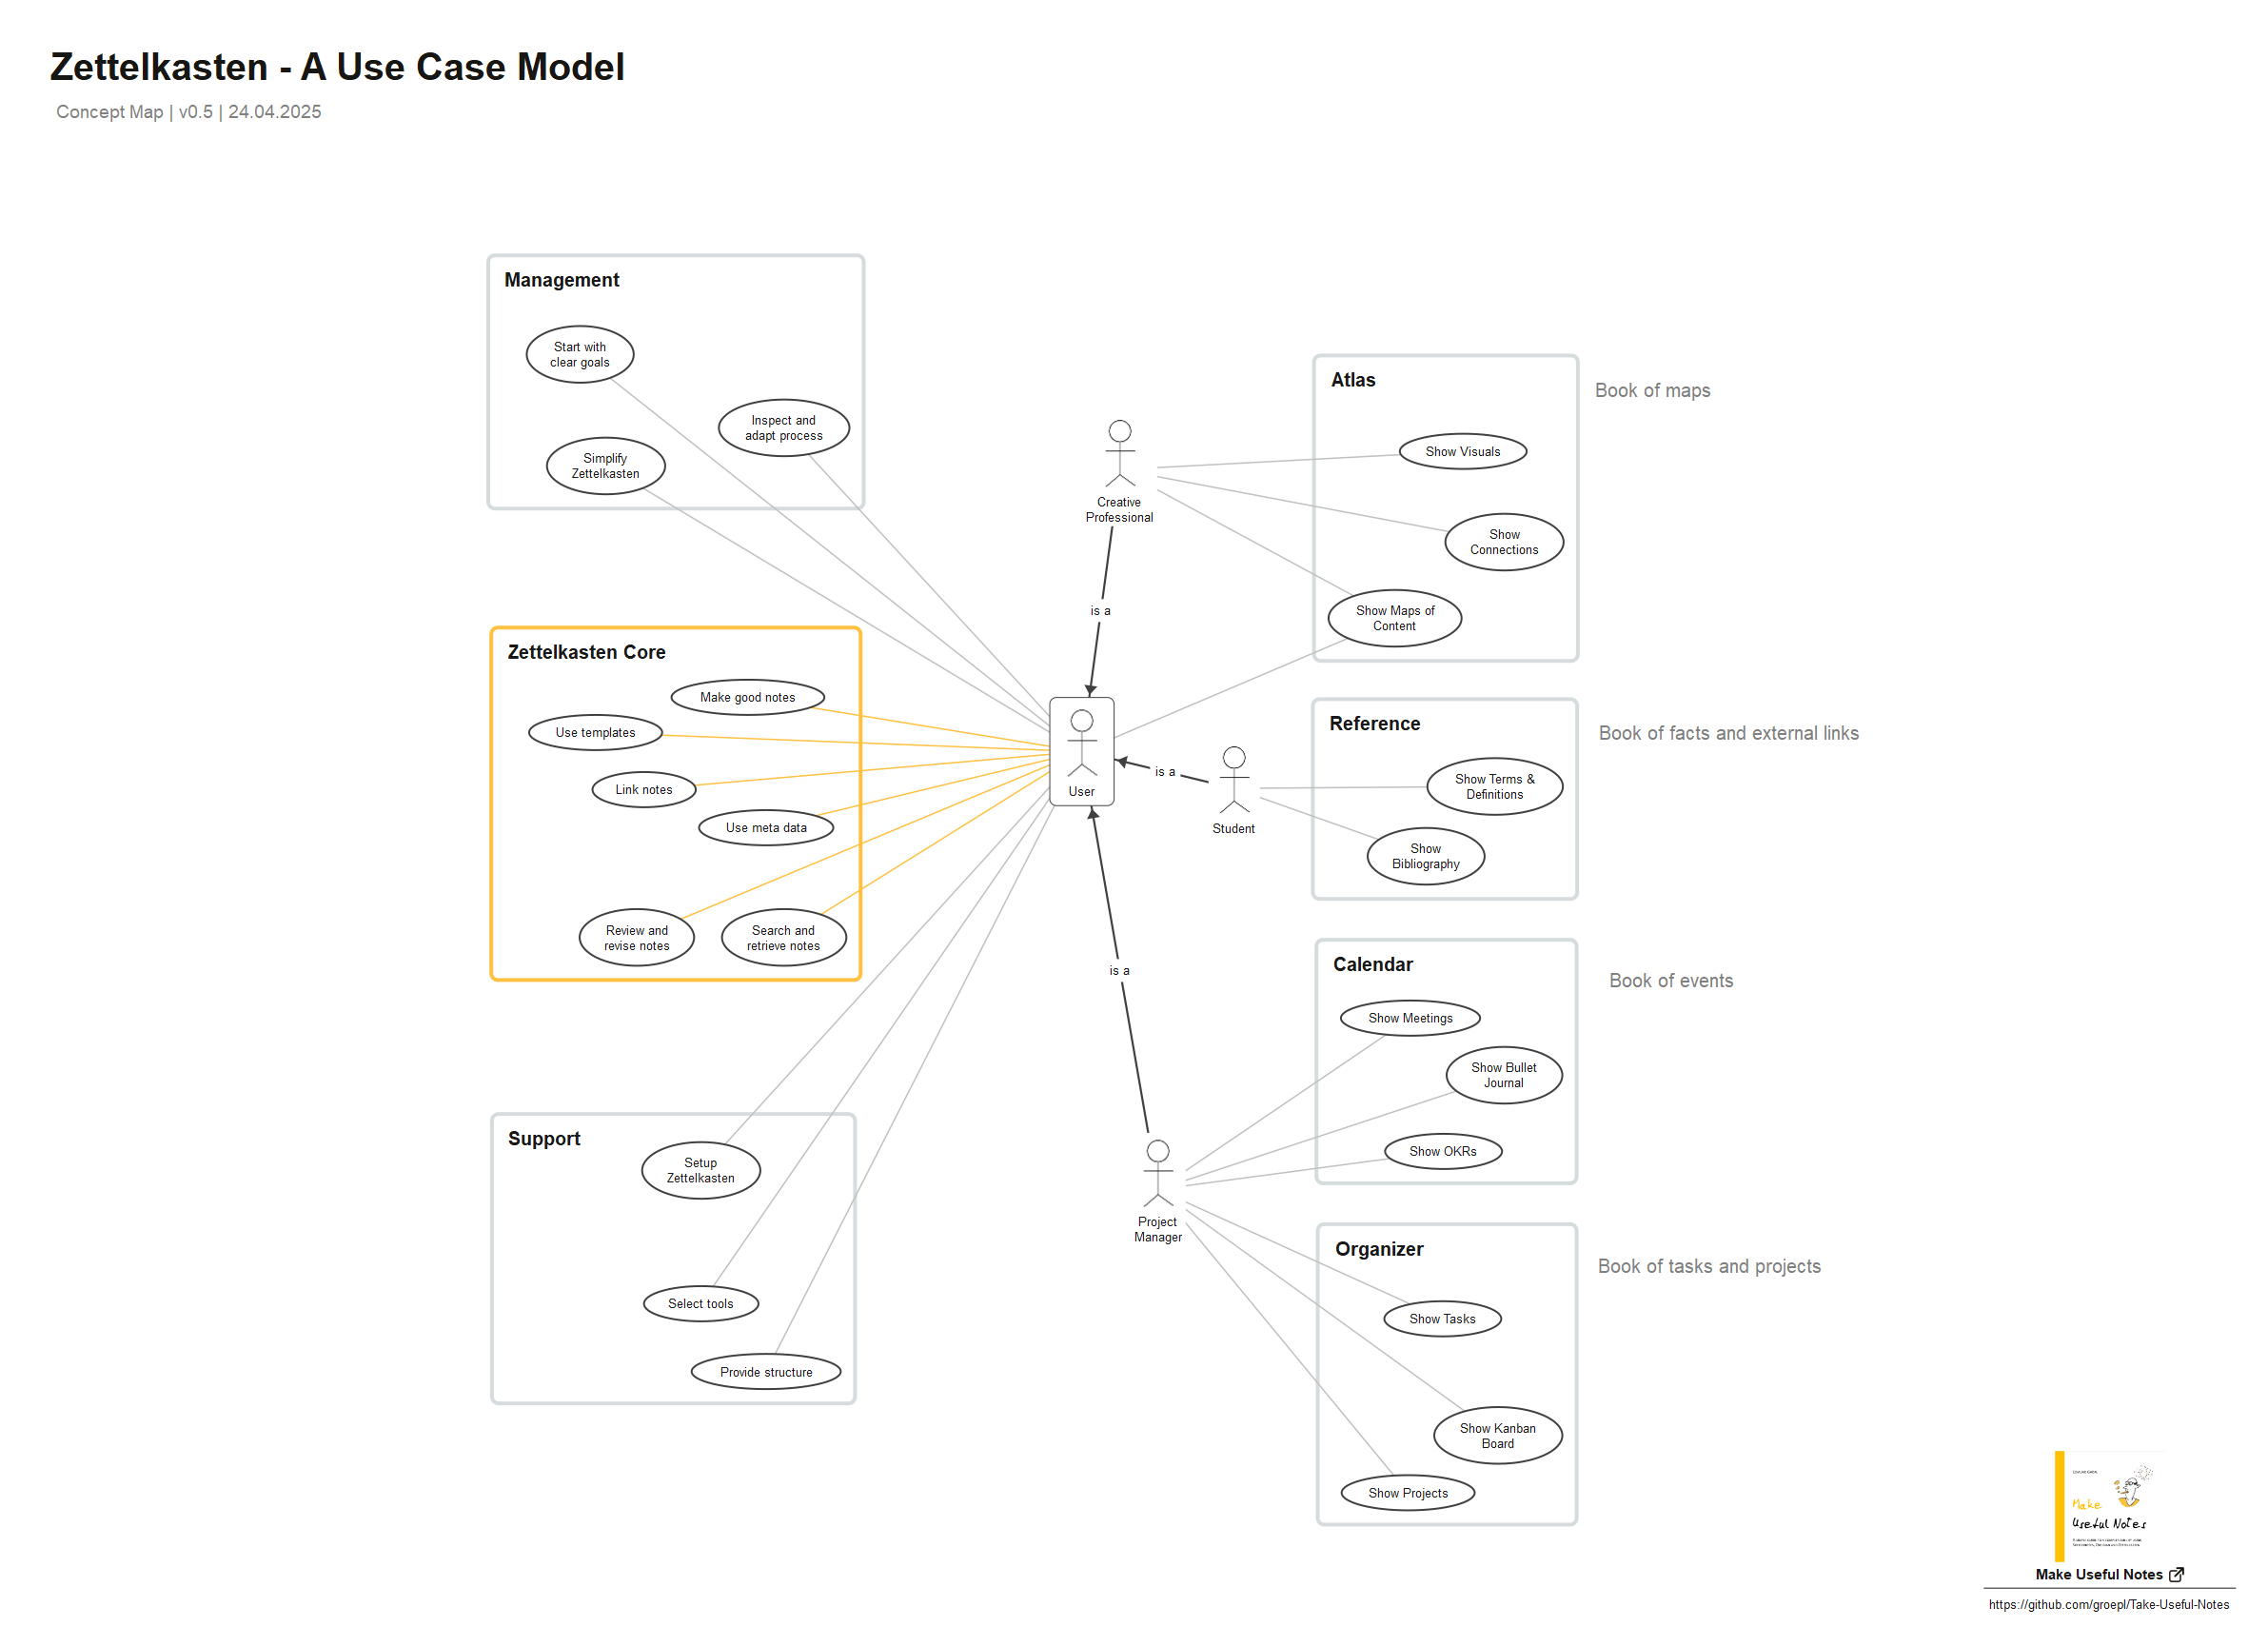 Zettelkasten - A Use Case Model
Concept Map | v0.5 | 24.04.2025
Management
Start with
clear goals
Inspect and
adapt process
Simplify
Zettelkasten
Zettelkasten Core
Make good notes
Use templates
Link notes
Use meta data
Review and
revise notes
Search and
retrieve notes
Support
Setup
Zettelkasten
Select tools
Provide structure
Creative
Professional
is a
User
is a
Student
is a
Project
Manager
Atlas
Book of maps
Show Visuals
Show
Connections
Show Maps of
Content
Reference
Book of facts and external links
Show Terms &
Definitions
Show
Bibliography
Calendar
Book of events
Show Meetings
Show Bullet
Journal
Show OKRs
Organizer
Book of tasks and projects
Show Tasks
Show Kanban
Board
Show Projects
Make
Useful Notes
Make Useful Notes
https://github.com/groepl/Take-Useful-Notes